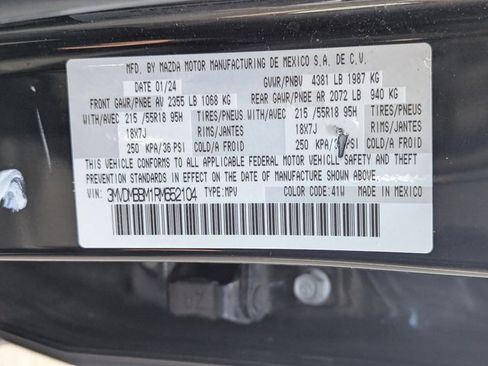 MFD. BY MAZDA MOTOR MANUFACTURING DE MEXICO S.A. DE C.V.
DATE 01/24 GVWR/PNBV 4381 LB 1987 KG
FRONT GAWR/PNBE AV 2355 LB 1068 KG REAR GAWR/PNBE AR 2072 LB 940 KG
WITH/AVEC 215 /55R18 95H TIRES/PNEUS WITH/AVEC 215 /55R18 95H TIRES/PNEUS
18X7J RIMS/JANTES 18X7J RIMS/JANTES
250 KPA/36 PSI COLD/A FROID 250 KPA/ PSI COLD/A FROID
THIS VEHICLE CONFORMS TO ALL APPLICABLE FEDERAL MOTOR VEHICLE SAFETY AND THEFT
PREVENTION STANDARDS IN EFFECT ON THE DATE OF MANUFACTURE SHOWN ABOVE.
VIN: 3MVDMBBM1RM652104 TYPE: MPV COLOR CODE: 41W MADE IN MEXICO